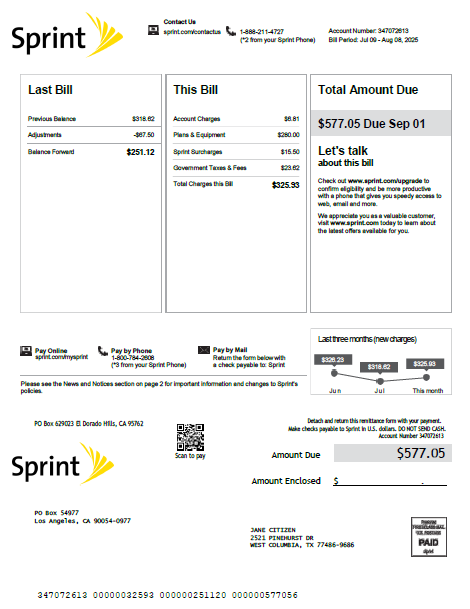 Sprint
Contact Us
sprint.com/contactus
1-888-211-4727
(*2 from your Sprint Phone)
Account Number: 347072613
Bill Period: Jul 09 - Aug 08, 2025
Last Bill
Previous Balance $318.62
Adjustments -$67.50
Balance Forward $251.12
This Bill
Account Charges $6.81
Plans & Equipment $280.00
Sprint Surcharges $15.50
Government Taxes & Fees $23.62
Total Charges this Bill $325.93
Total Amount Due
$577.05 Due Sep 01
Let's talk
about this bill
Check out www.sprint.com/upgrade to
confirm eligibility and be more productive
with a phone that gives you speedy access to
web, email and more.
We appreciate you as a valuable customer,
visit www.sprint.com today to learn about
the latest offers available for you.
Pay Online
sprint.com/mysprint
Pay by Phone
1-800-784-2608
(*3 from your Sprint Phone)
Pay by Mail
Return the form below with
a check payable to: Sprint
Please see the News and Notices section on page 2 for important information and changes to Sprint's
policies.
Last three months (new charges)
$326.23
$318.62
$325.93
Jun
Jul
This month
PO Box 629023 El Dorado Hills, CA 95762
Scan to pay
Detach and return this remittance form with your payment.
Make checks payable to Sprint in U.S. dollars. DO NOT SEND CASH.
Account Number 347072613
Sprint
Amount Due $577.05
Amount Enclosed $ .
PO Box 54977
Los Angeles, CA 90054-0977
JANE CITIZEN
2521 PINEHURST DR
WEST COLUMBIA, TX 77486-9686
PAID
Sprint
347072613 00000032593 000000251120 000000577056